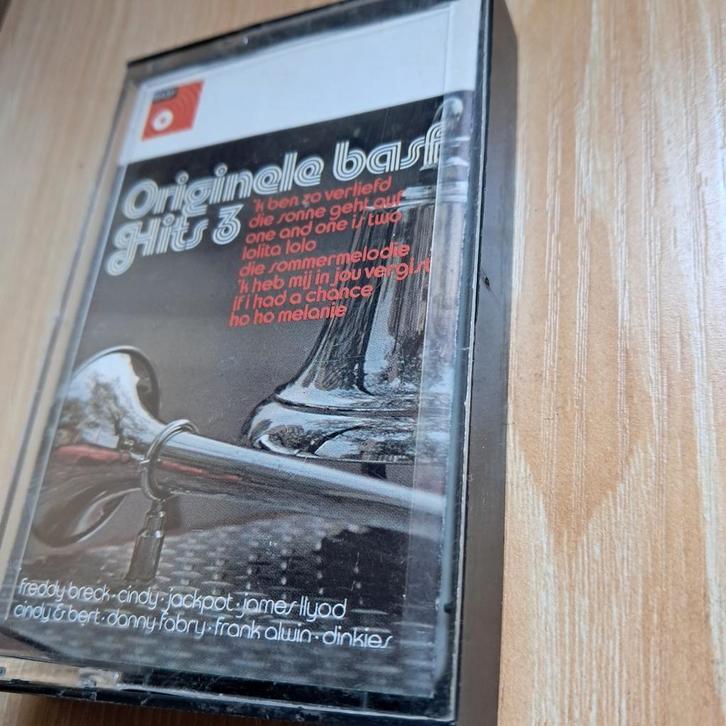 BASF
Originele basf
Hits 3
'k ben zo verliefd
die sonne geht auf
one and one is two
lolita lolo
die sommermelodie
'k heb mij in jou vergist
if i had a chance
ho ho melanie
freddy breck · cindy · jackpot · james llyod
cindy & bert · danny fabry · frank alwin · dinkies